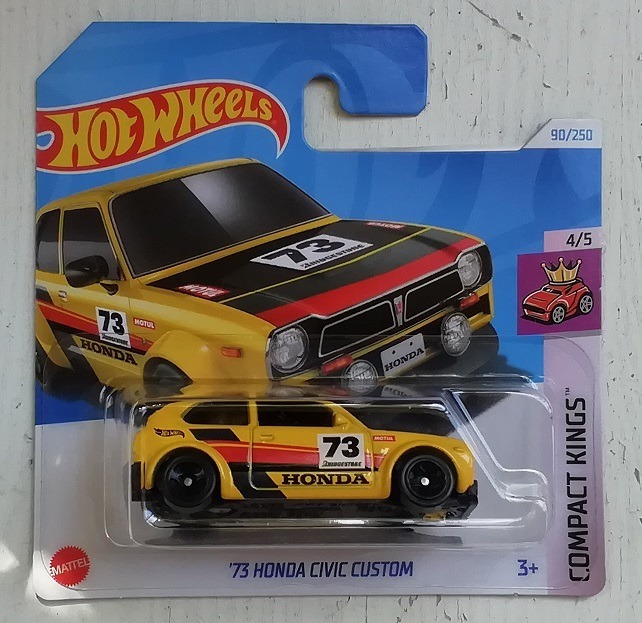 HOT WHEELS
90/250
4/5
73
BRIDGESTONE
MOTUL
73
MOTUL
HONDA
HONDA
73
BRIDGESTONE
MOTUL
HONDA
COMPACT KINGS™
MATTEL
'73 HONDA CIVIC CUSTOM
3+